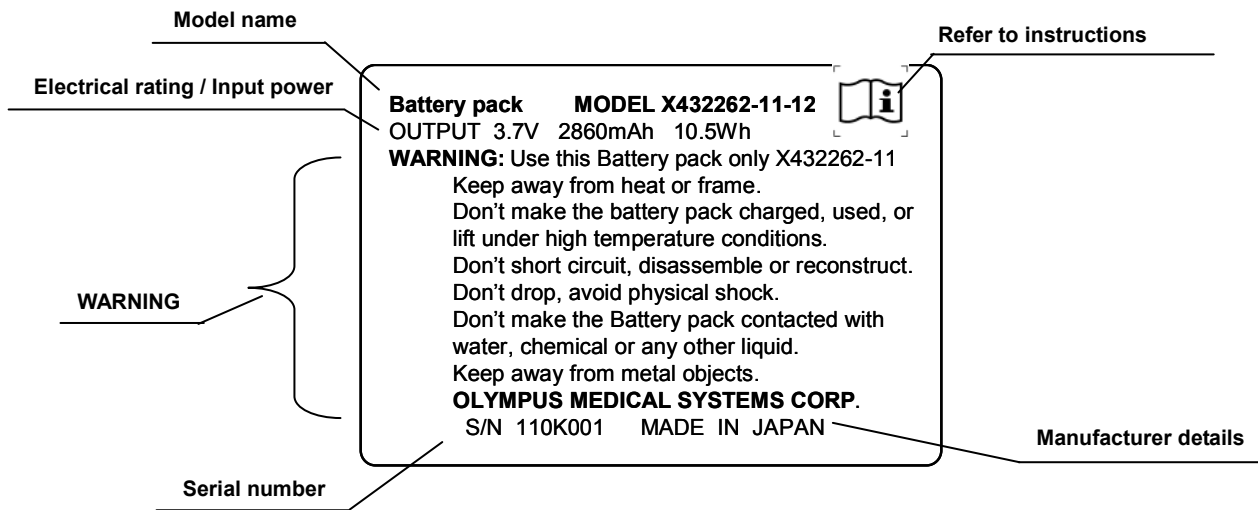 Model name
Refer to instructions
Electrical rating / Input power
Battery pack MODEL X432262-11-12
OUTPUT 3.7V 2860mAh 10.5Wh
WARNING: Use this Battery pack only X432262-11
Keep away from heat or frame.
Don't make the battery pack charged, used, or
lift under high temperature conditions.
Don't short circuit, disassemble or reconstruct.
Don't drop, avoid physical shock.
Don't make the Battery pack contacted with
water, chemical or any other liquid.
Keep away from metal objects.
OLYMPUS MEDICAL SYSTEMS CORP.
S/N 110K001 MADE IN JAPAN
WARNING
Manufacturer details
Serial number